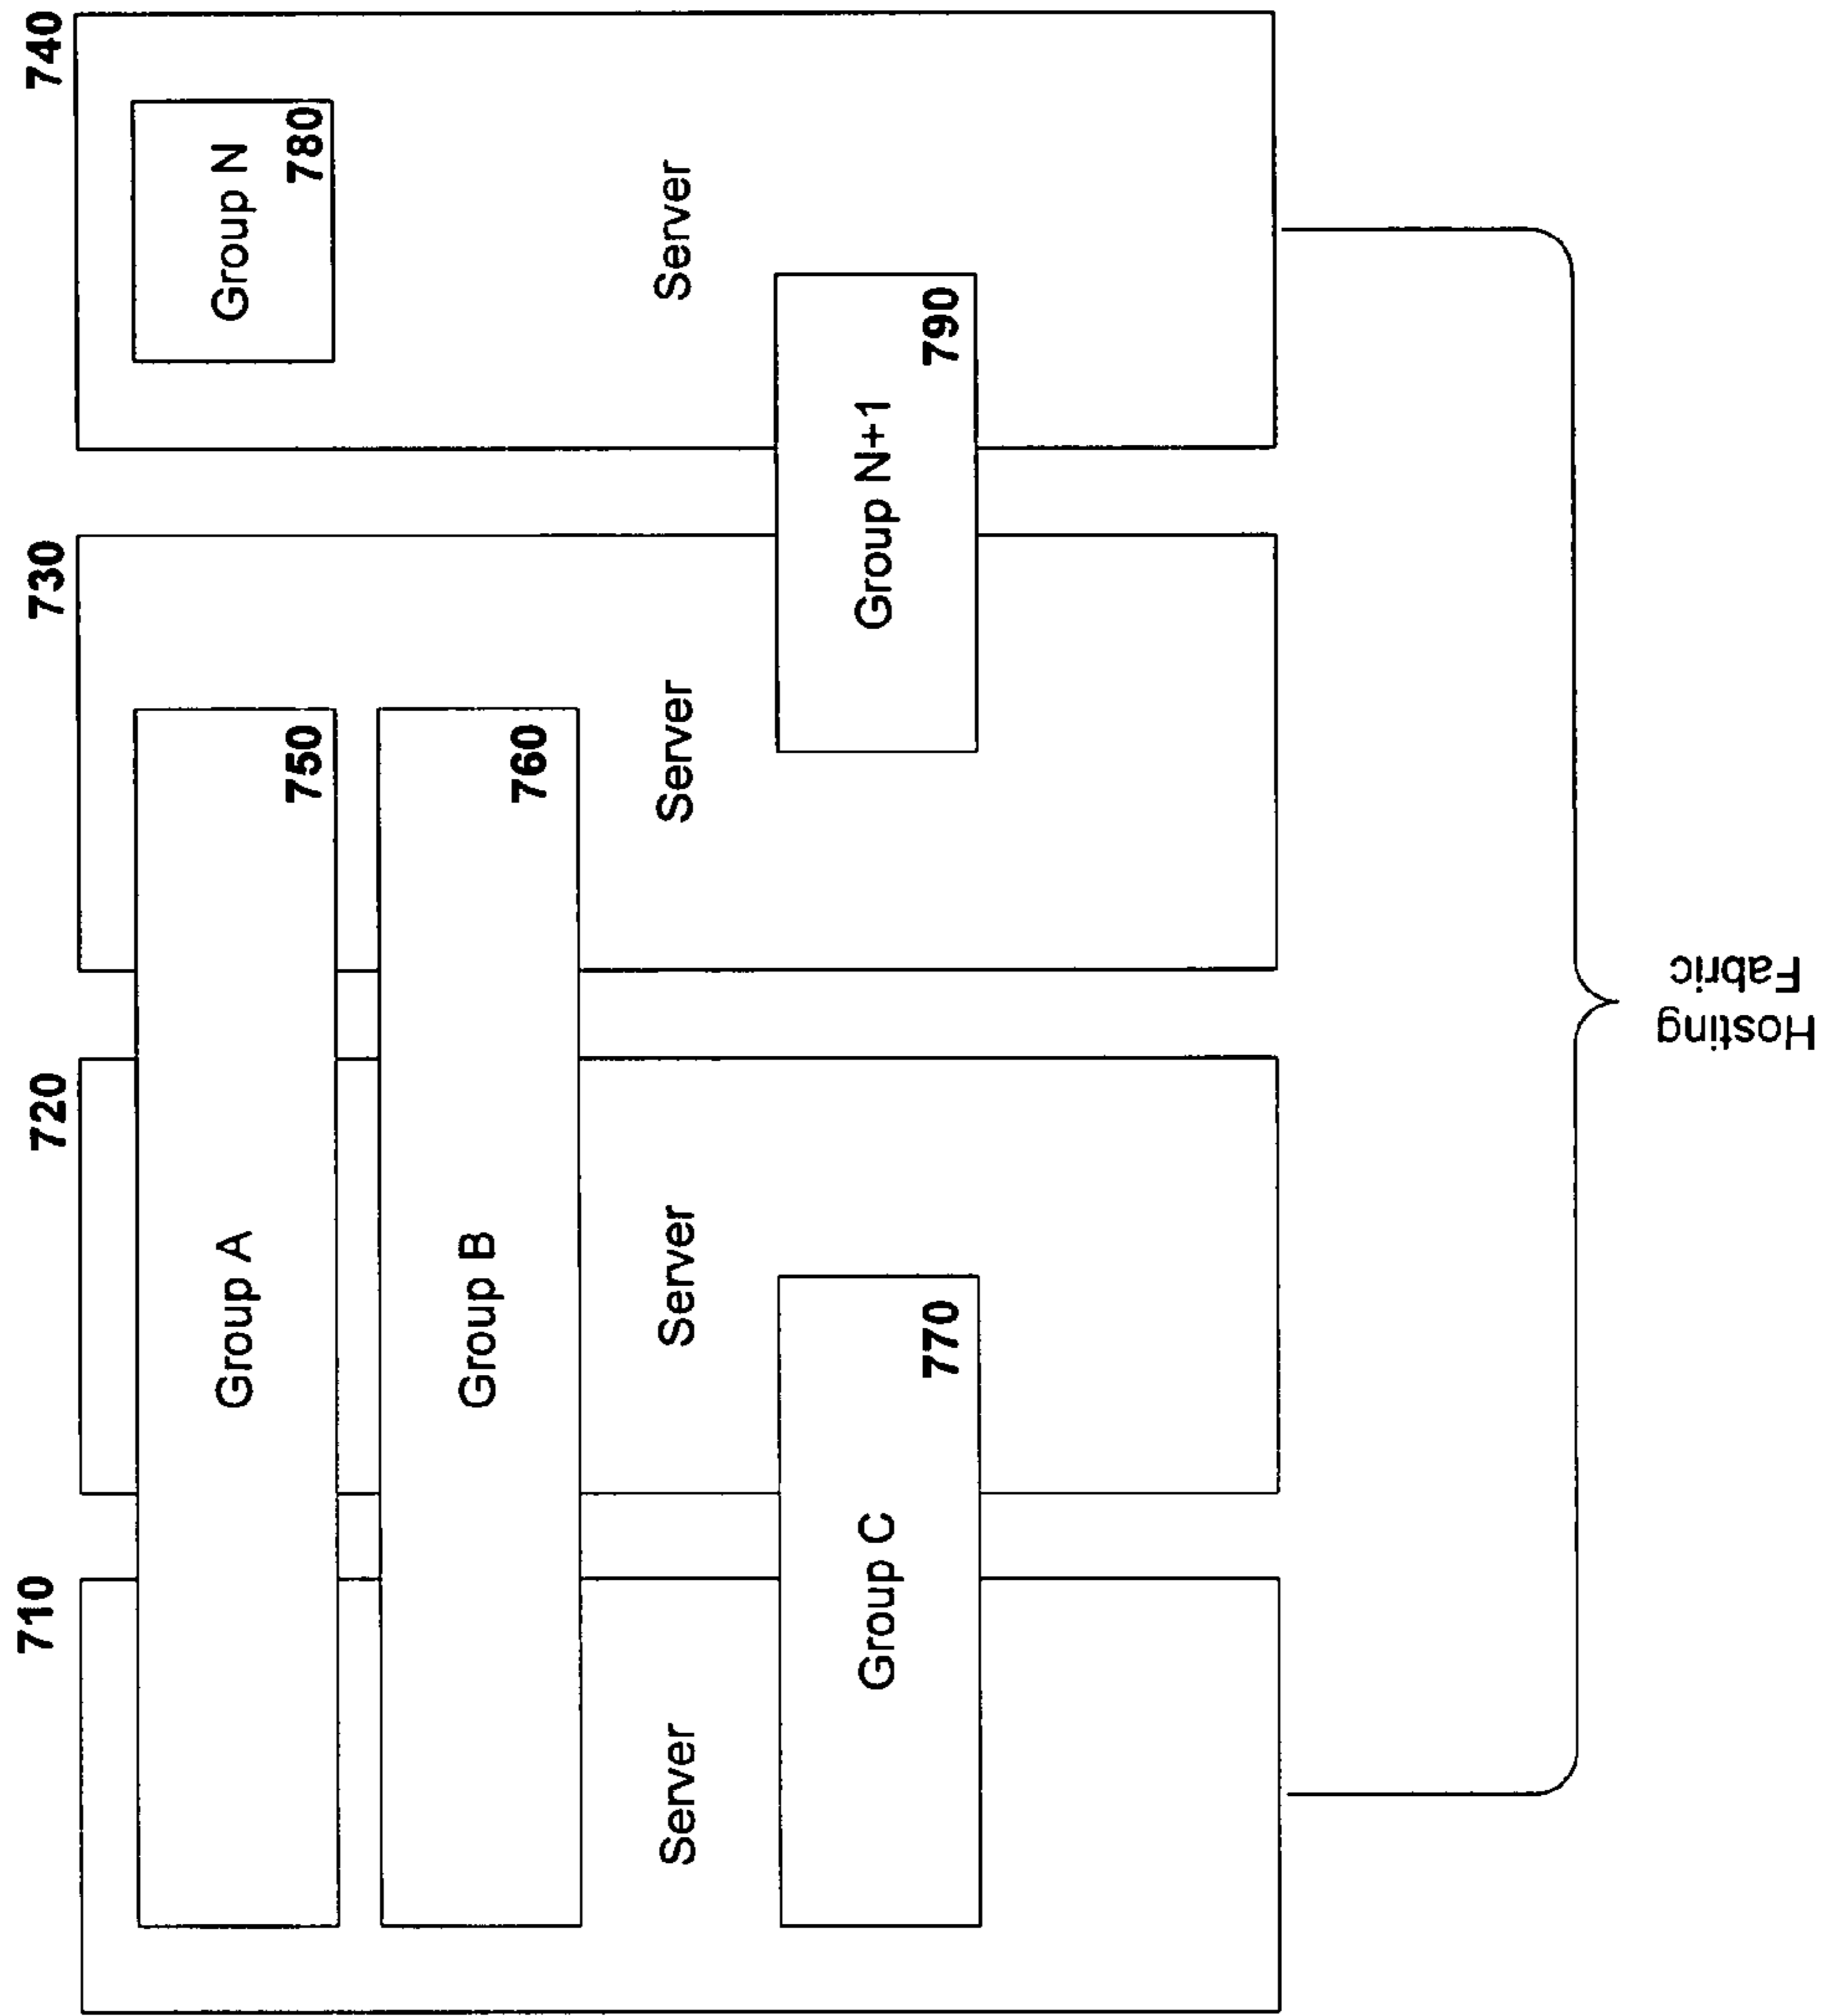 710
720
730
740
Group A
750
Group N
780
Group B
760
Server
Server
Server
Server
Group C
770
Group N+1
790
Hosting
Fabric